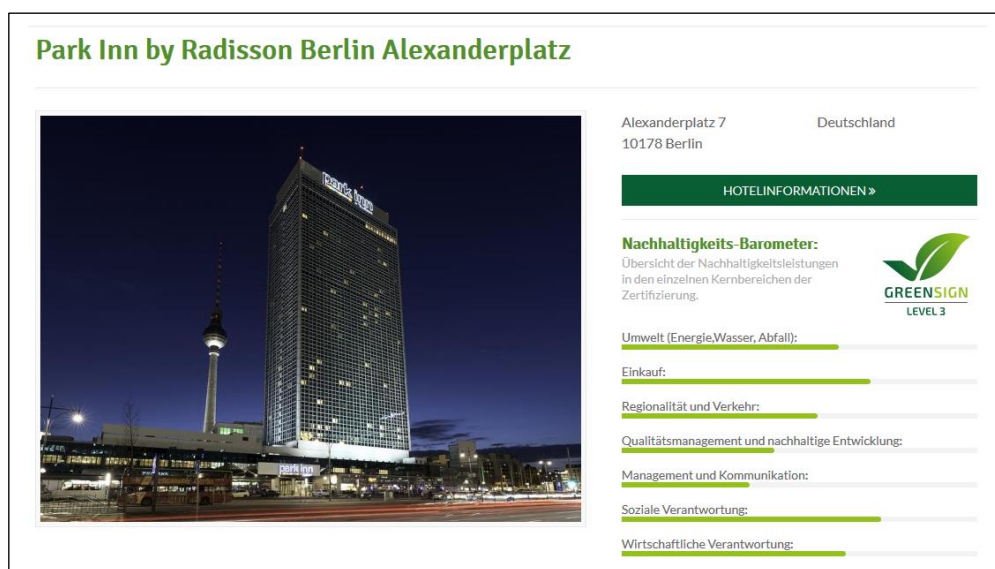 Park Inn by Radisson Berlin Alexanderplatz
park inn
park inn
Alexanderplatz 7 Deutschland
10178 Berlin
HOTELINFORMATIONEN »
Nachhaltigkeits-Barometer:
Übersicht der Nachhaltigkeitsleistungen
in den einzelnen Kernbereichen der
Zertifizierung.
GREENSIGN
LEVEL 3
Umwelt (Energie,Wasser, Abfall):
Einkauf:
Regionalität und Verkehr:
Qualitätsmanagement und nachhaltige Entwicklung:
Management und Kommunikation:
Soziale Verantwortung:
Wirtschaftliche Verantwortung: